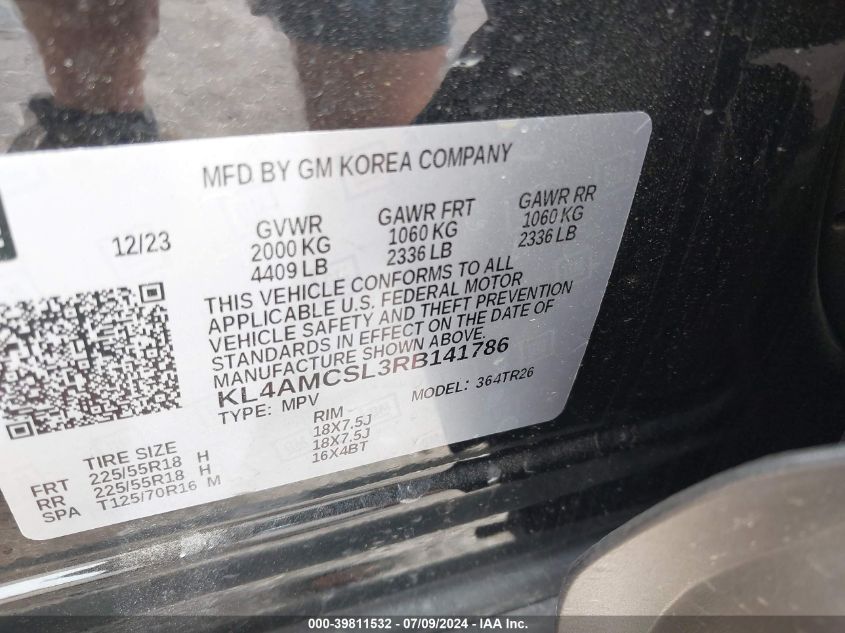 MFD BY GM KOREA COMPANY
12/23
GVWR
2000 KG
4409 LB
GAWR FRT
1060 KG
2336 LB
GAWR RR
1060 KG
2336 LB
THIS VEHICLE CONFORMS TO ALL
APPLICABLE U.S. FEDERAL MOTOR
VEHICLE SAFETY AND THEFT PREVENTION
STANDARDS IN EFFECT ON THE DATE OF
MANUFACTURE SHOWN ABOVE.
KL4AMCSL3RB141786
TYPE: MPV
MODEL: 364TR26
TIRE SIZE
RIM
FRT 225/55R18 H 18X7.5J
RR 225/55R18 H 18X7.5J
SPA T125/70R16 M 16X4BT
000-39811532 - 07/09/2024 - IAA Inc.